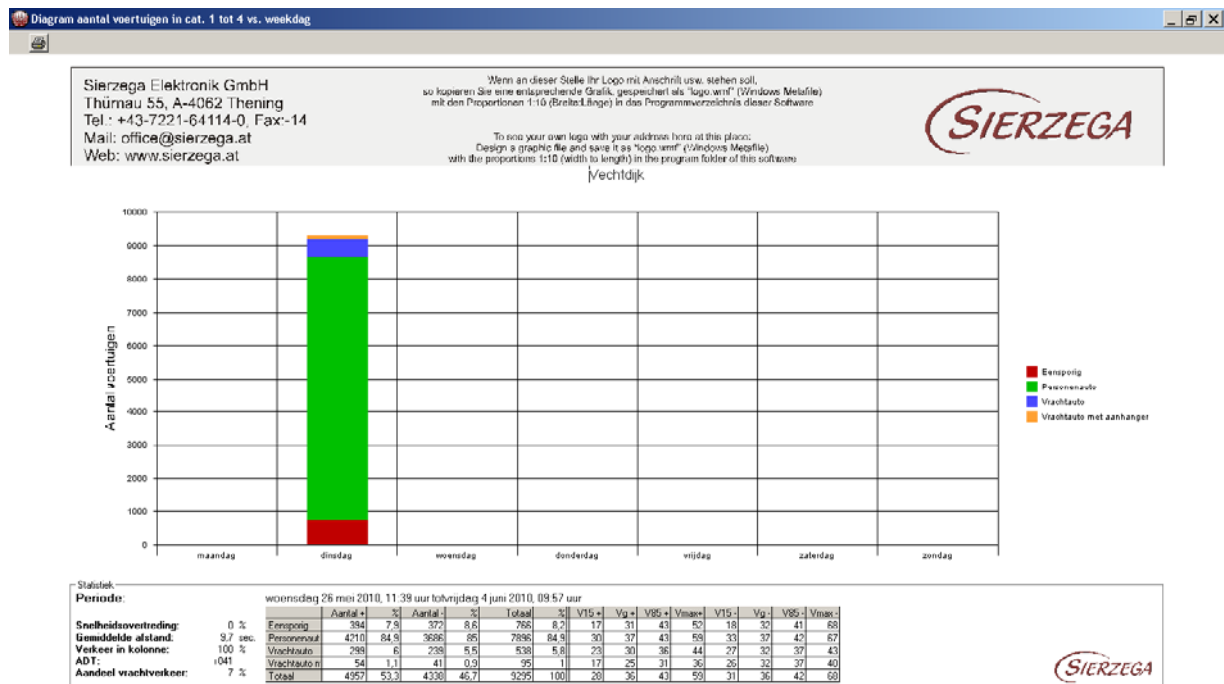 Diagram aantal voertuigen in cat. 1 tot 4 vs. weekdag
Sierzega Elektronik GmbH
Thürnau 55, A-4062 Thening
Tel.: +43-7221-64114-0, Fax:-14
Mail: office@sierzega.at
Web: www.sierzega.at
Wenn an dieser Stelle Ihr Logo mit Anschrift usw. stehen soll,
so kopieren Sie eine entsprechende Grafik, gespeichert als "logo.wmf" (Windows Metafile)
mit den Proportionen 1:10 (Breite:Länge) in das Programmverzeichnis dieser Software
To see your own logo with your address here at this place:
Design a graphic file and save it as "logo.wmf" (Windows Metafile)
with the proportions 1:10 (width to length) in the program folder of this software
SIERZEGA
Vechtdijk
Aantal voertuigen
10000
9000
8000
7000
6000
5000
4000
3000
2000
1000
0
maandag dinsdag woensdag donderdag vrijdag zaterdag zondag
Eensporig
Personenauto
Vrachtauto
Vrachtauto met aanhanger
Statistiek
Periode: woensdag 26 mei 2010, 11:39 uur totvrijdag 4 juni 2010, 09:57 uur
Aantal + % Aantal - % Totaal % V15 + Vg + V85 + Vmax+ V15 - Vg - V85 - Vmax -
Snelheidsovertreding: 0 % Eensporig 394 7,9 372 8,6 766 8,2 17 31 43 52 18 32 41 68
Gemiddelde afstand: 9,7 sec. Personenaut 4210 84,9 3686 85 7896 84,9 30 37 43 59 33 37 42 67
Verkeer in kolonne: 100 % Vrachtauto 299 6 239 5,5 538 5,8 23 30 36 44 27 32 37 43
ADT: 041 Vrachtauto n 54 1,1 41 0,9 95 1 17 25 31 36 26 32 37 40
Aandeel vrachtverkeer: 7 % Totaal 4957 53,3 4338 46,7 9295 100 28 36 43 59 31 36 42 68
SIERZEGA